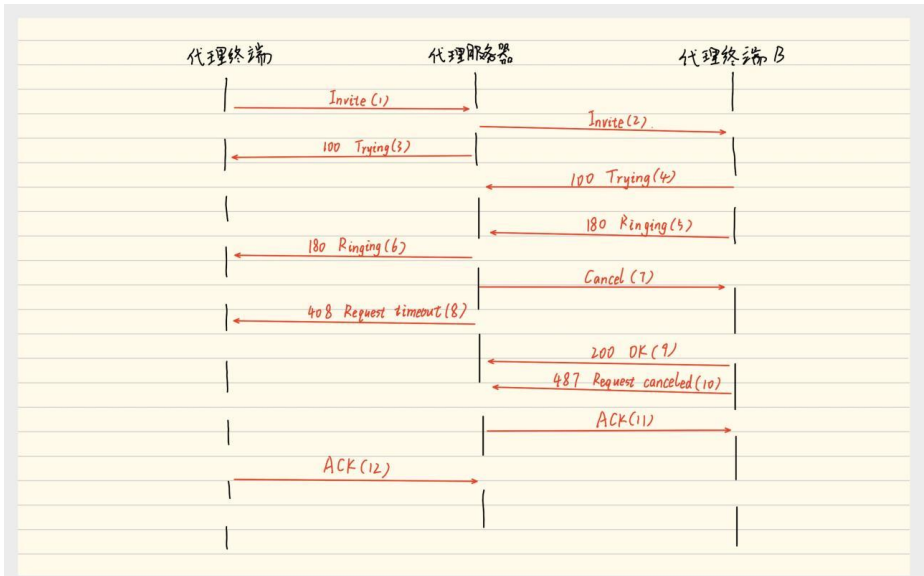 代理终端 代理服务器 代理终端B
Invite(1)
Invite(2).
100 Trying(3)
100 Trying(4)
180 Ringing(5)
180 Ringing(6)
Cancel(7)
408 Request timeout(8)
200 OK(9)
487 Request canceled(10)
ACK(11)
ACK(12)